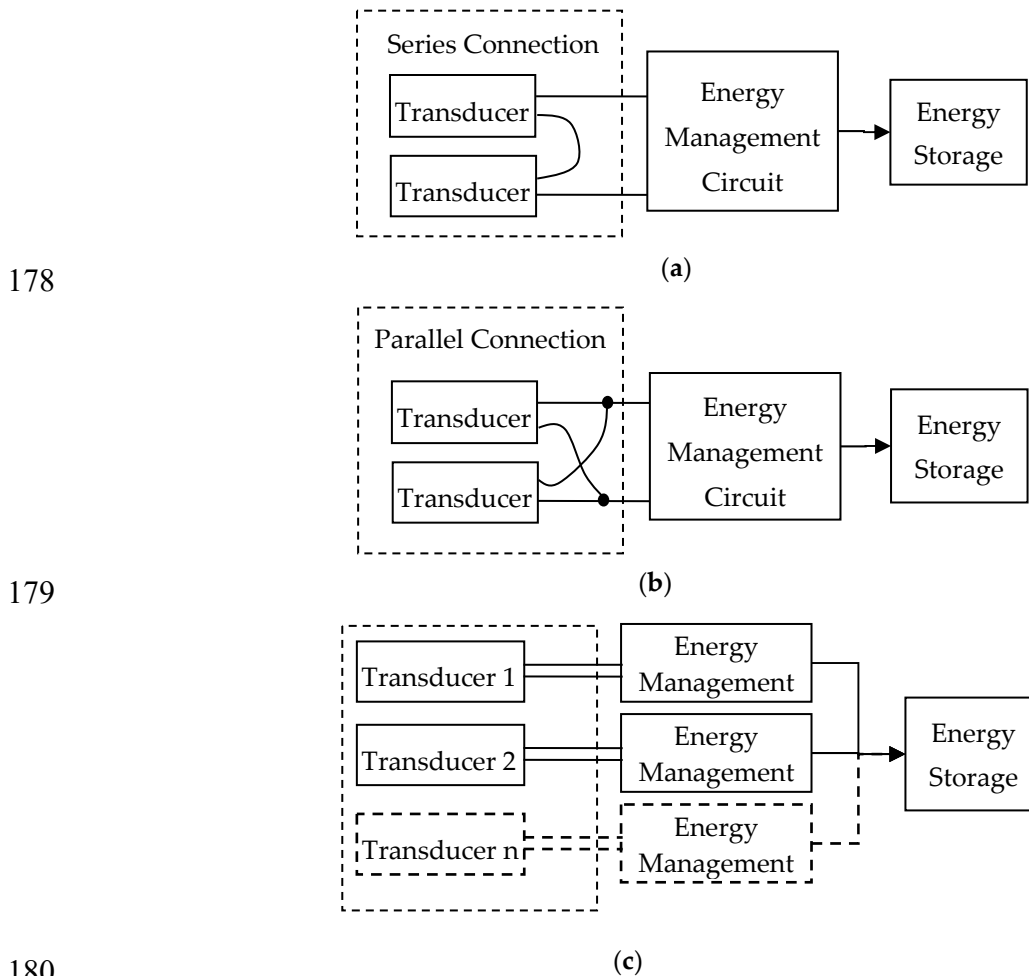 Series Connection
Transducer
Transducer
Energy
Management
Circuit
Energy
Storage
178
(a)
Parallel Connection
Transducer
Transducer
Energy
Management
Circuit
Energy
Storage
179
(b)
Transducer 1
Energy
Management
Transducer 2
Energy
Management
Transducer n
Energy
Management
Energy
Storage
180
(c)